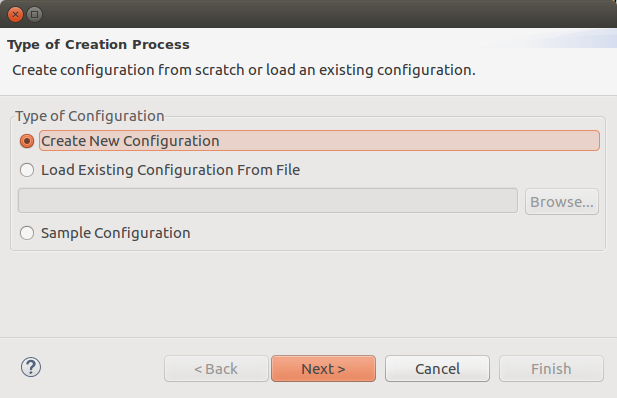 Type of Creation Process
Create configuration from scratch or load an existing configuration.
Type of Configuration
Create New Configuration
Load Existing Configuration From File
Browse...
Sample Configuration
?
< Back
Next >
Cancel
Finish